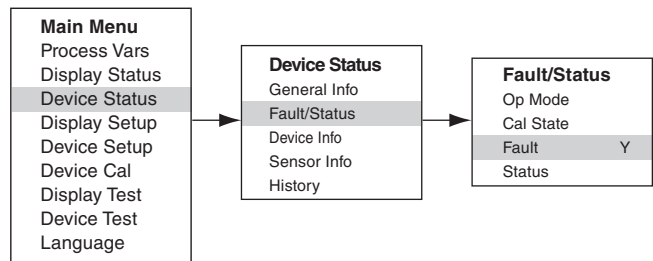 Main Menu
Process Vars
Display Status
Device Status
Display Setup
Device Setup
Device Cal
Display Test
Device Test
Language
Device Status
General Info
Fault/Status
Device Info
Sensor Info
History
Fault/Status
Op Mode
Cal State
Fault Y
Status